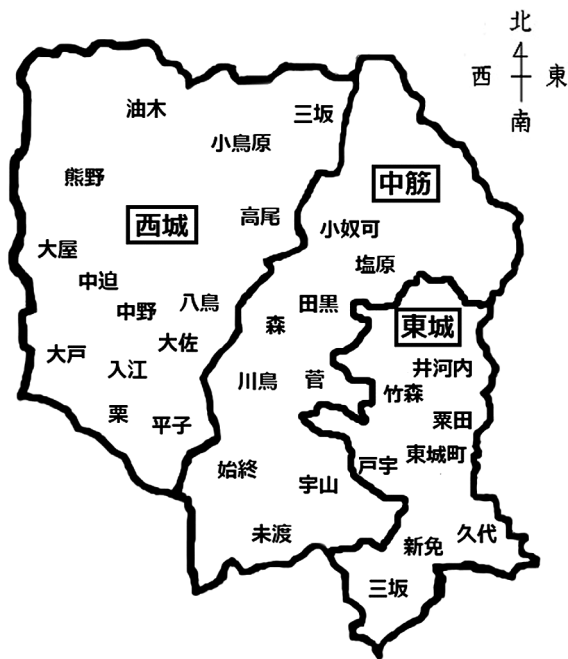 北
西 東
南
油木
三坂
小鳥原
熊野
中筋
西城
高尾
小奴可
大屋
塩原
中迫
八鳥
田黒
中野
森
東城
大佐
大戸
入江
井河内
川鳥
菅
竹森
栗
粟田
平子
東城町
始終
戸宇
宇山
未渡
久代
新免
三坂